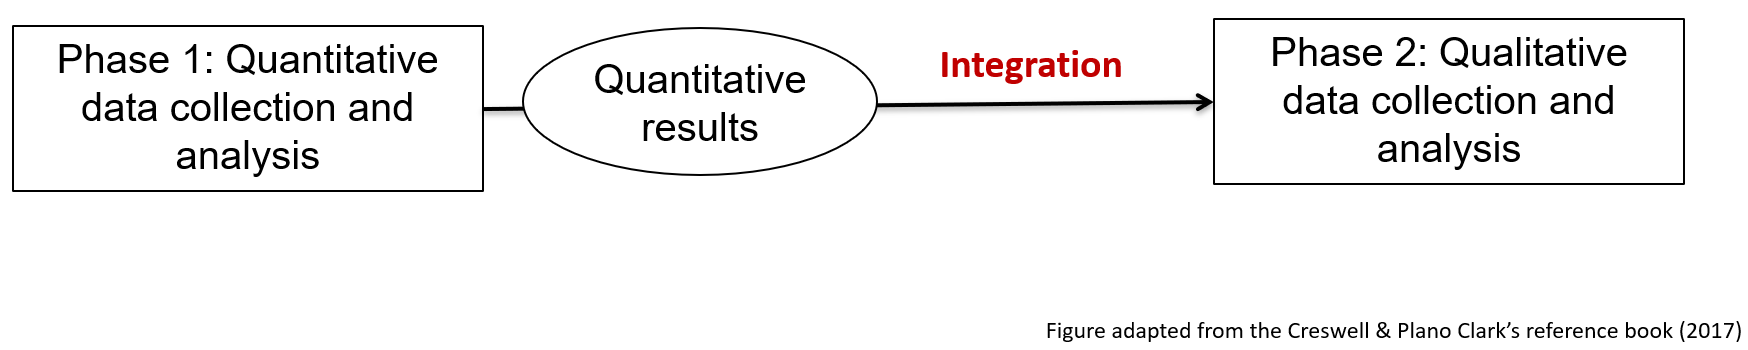 Phase 1: Quantitative
data collection and
analysis
Quantitative
results
Integration
Phase 2: Qualitative
data collection and
analysis
Figure adapted from the Creswell & Plano Clark’s reference book (2017)